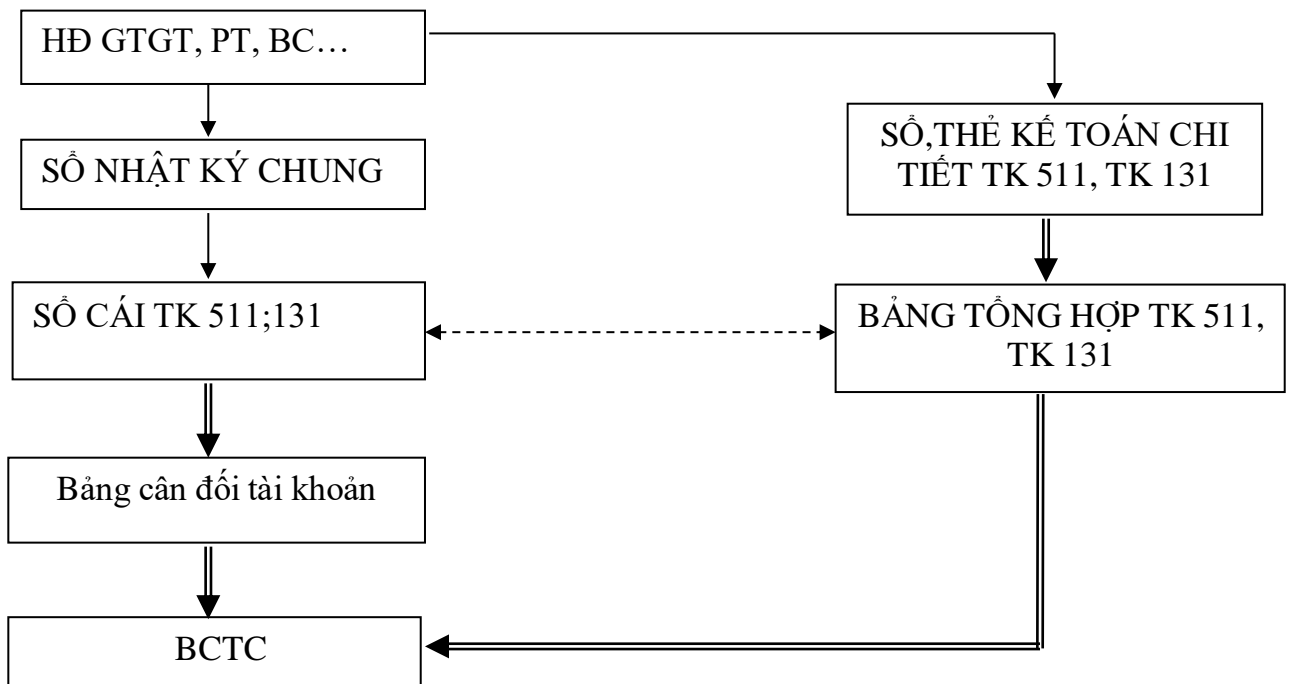 HĐ GTGT, PT, BC…
SỔ NHẬT KÝ CHUNG
SỔ,THẺ KẾ TOÁN CHI
TIẾT TK 511, TK 131
SỔ CÁI TK 511;131
BẢNG TỔNG HỢP TK 511,
TK 131
Bảng cân đối tài khoản
BCTC